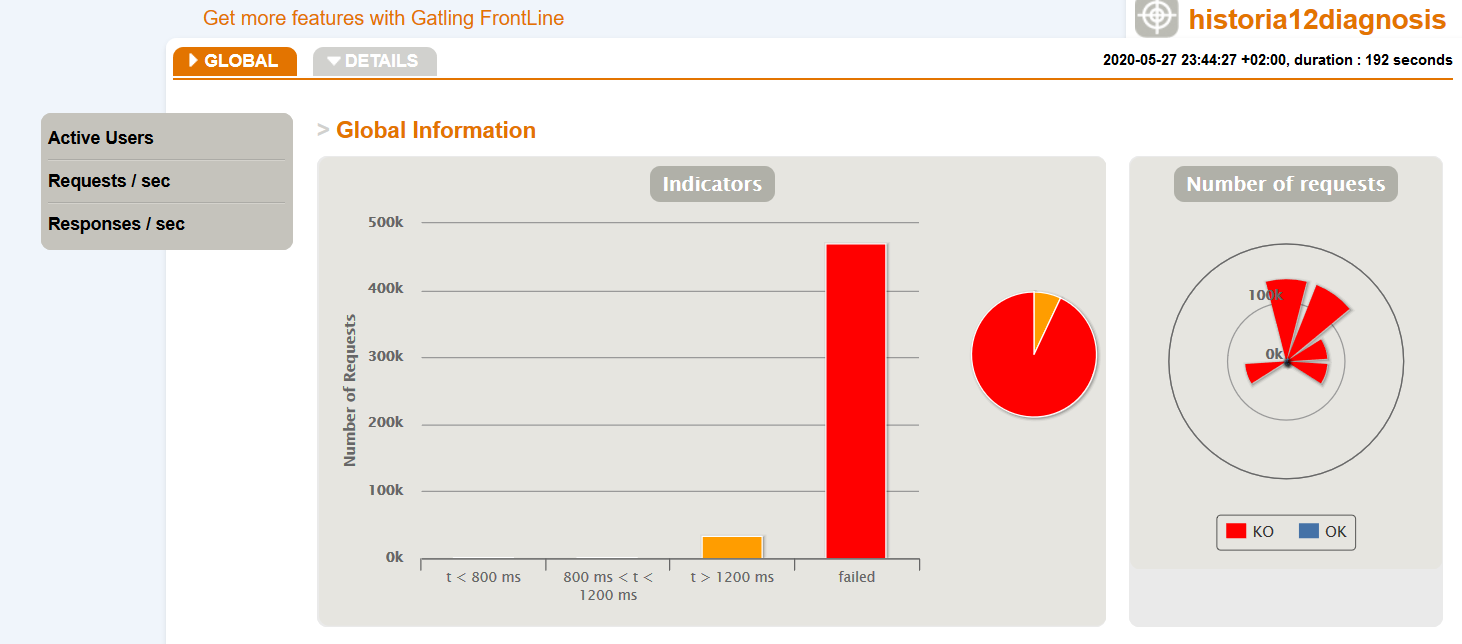 Get more features with Gatling FrontLine
historia12diagnosis
GLOBAL
DETAILS
2020-05-27 23:44:27 +02:00, duration : 192 seconds
Active Users
Requests / sec
Responses / sec
> Global Information
Indicators
500k
400k
300k
200k
100k
0k
Number of Requests
t < 800 ms
800 ms < t <
1200 ms
t > 1200 ms
failed
Number of requests
100k
0k
KO
OK